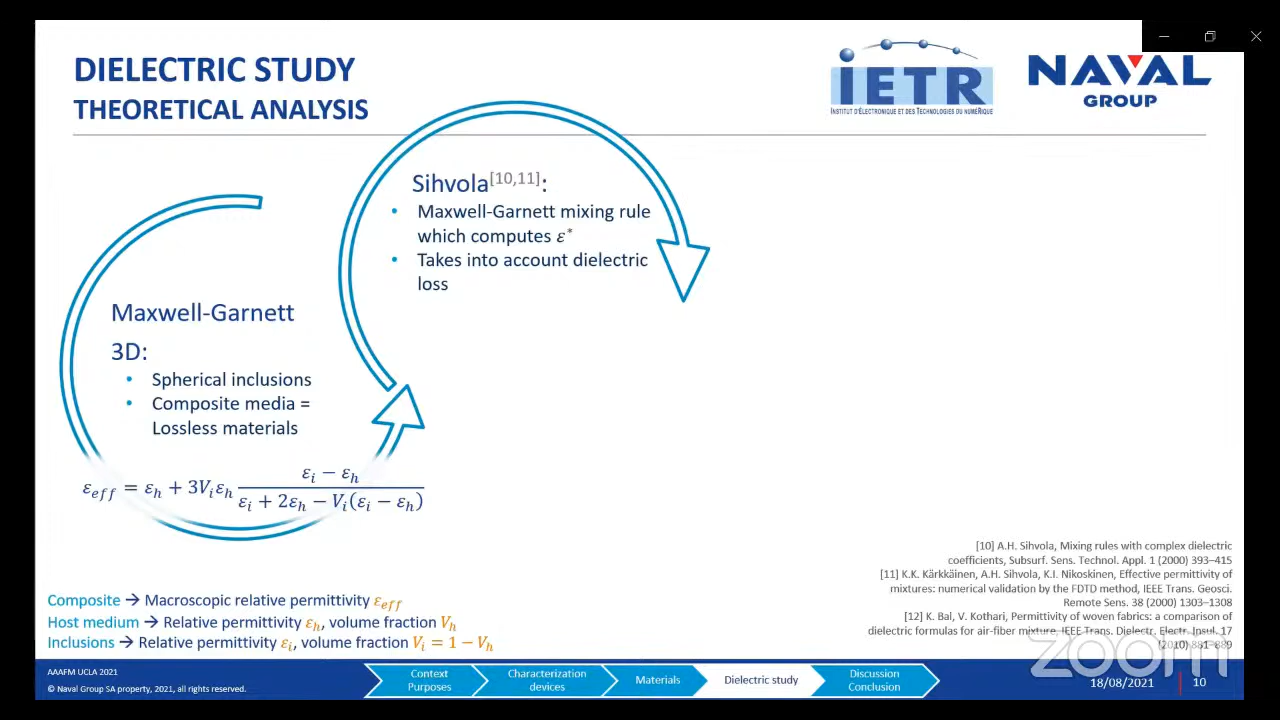 DIELECTRIC STUDY
THEORETICAL ANALYSIS
iETR
INSTITUT D'ÉLECTRONIQUE ET DES TECHNOLOGIES DU NUMÉRIQUE
NAVAL
GROUP
Sihvola[10,11]:
• Maxwell-Garnett mixing rule
which computes ε*
• Takes into account dielectric
loss
Maxwell-Garnett
3D:
• Spherical inclusions
• Composite media =
Lossless materials
ε_eff = ε_h + 3V_iε_h (ε_i − ε_h) / (ε_i + 2ε_h − V_i(ε_i − ε_h))
[10] A.H. Sihvola, Mixing rules with complex dielectric
coefficients, Subsurf. Sens. Technol. Appl. 1 (2000) 393–415
[11] K.K. Kärkkäinen, A.H. Sihvola, K.I. Nikoskinen, Effective permittivity of
mixtures: numerical validation by the FDTD method, IEEE Trans. Geosci.
Remote Sens. 38 (2000) 1303–1308
[12] K. Bal, V. Kothari, Permittivity of woven fabrics: a comparison of
dielectric formulas for air-fiber mixture, IEEE Trans. Dielectr. Electr. Insul. 17
(2010) 881–889
Composite → Macroscopic relative permittivity ε_eff
Host medium → Relative permittivity ε_h, volume fraction V_h
Inclusions → Relative permittivity ε_i, volume fraction V_i = 1 − V_h
zoom
AAAFM UCLA 2021
© Naval Group SA property, 2021, all rights reserved.
Context
Purposes
Characterization
devices
Materials
Dielectric study
Discussion
Conclusion
18/08/2021
10